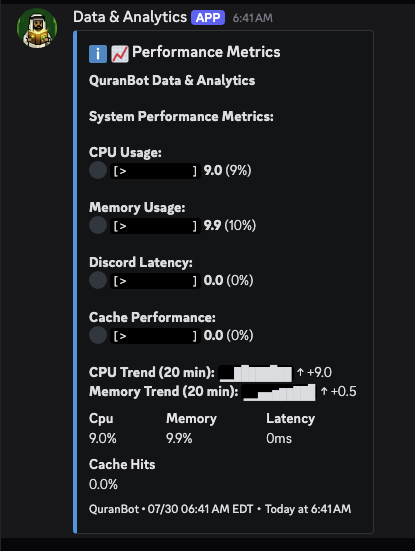 Data & Analytics APP 6:41 AM
Performance Metrics
QuranBot Data & Analytics
System Performance Metrics:
CPU Usage:
[> ] 9.0 (9%)
Memory Usage:
[> ] 9.9 (10%)
Discord Latency:
[> ] 0.0 (0%)
Cache Performance:
[> ] 0.0 (0%)
CPU Trend (20 min): ↑ +9.0
Memory Trend (20 min): ↑ +0.5
Cpu Memory Latency
9.0% 9.9% 0ms
Cache Hits
0.0%
QuranBot • 07/30 06:41 AM EDT • Today at 6:41 AM